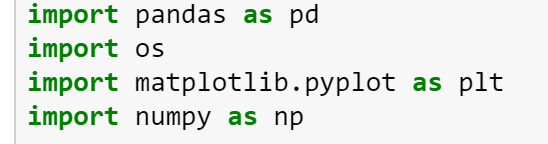 import pandas as pd
import os
import matplotlib.pyplot as plt
import numpy as np